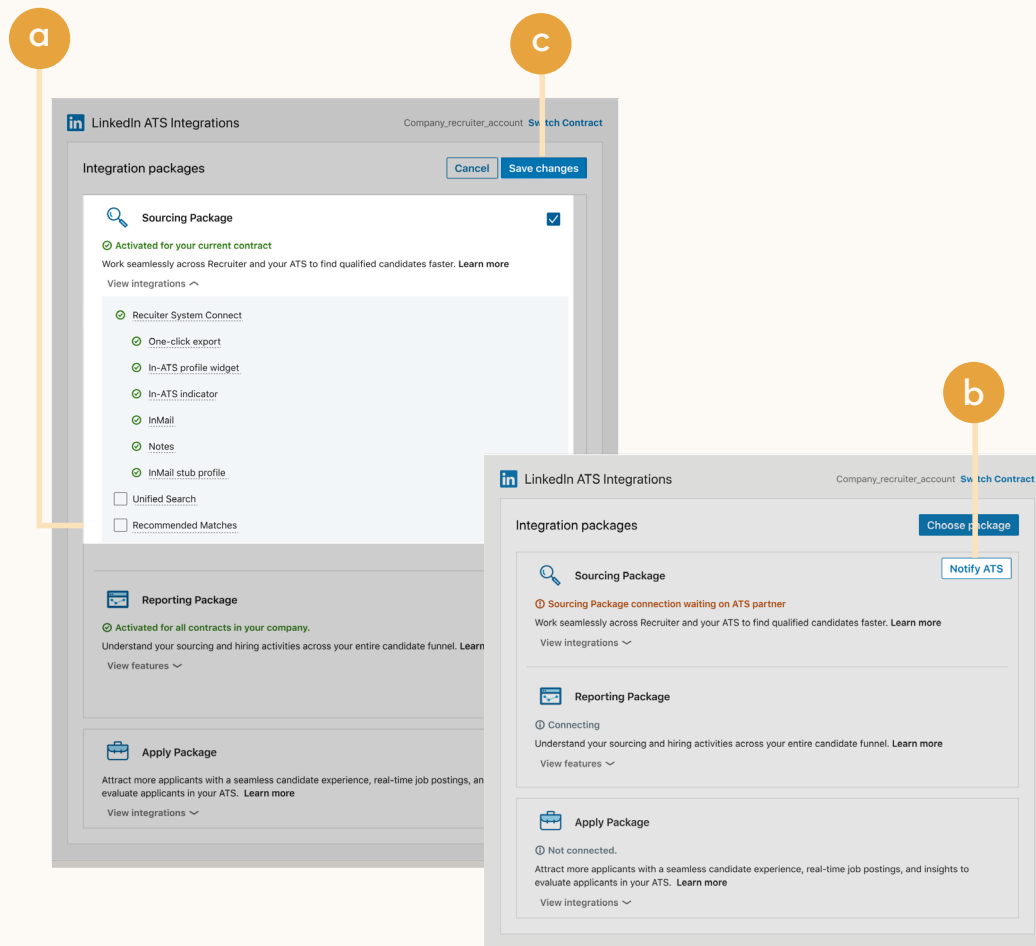 a
c
in LinkedIn ATS Integrations
Company_recruiter_account Switch Contract
Integration packages
Cancel
Save changes
Sourcing Package
Activated for your current contract
Work seamlessly across Recruiter and your ATS to find qualified candidates faster. Learn more
View integrations
Recuiter System Connect
One-click export
In-ATS profile widget
In-ATS indicator
InMail
Notes
InMail stub profile
Unified Search
Recommended Matches
Reporting Package
Activated for all contracts in your company.
Understand your sourcing and hiring activities across your entire candidate funnel. Learn
View features
Apply Package
Attract more applicants with a seamless candidate experience, real-time job postings, an
evaluate applicants in your ATS. Learn more
View integrations
b
in LinkedIn ATS Integrations
Company_recruiter_account Switch Contract
Integration packages
Choose package
Sourcing Package
Notify ATS
Sourcing Package connection waiting on ATS partner
Work seamlessly across Recruiter and your ATS to find qualified candidates faster. Learn more
View integrations
Reporting Package
Connecting
Understand your sourcing and hiring activities across your entire candidate funnel. Learn more
View features
Apply Package
Not connected.
Attract more applicants with a seamless candidate experience, real-time job postings, and insights to
evaluate applicants in your ATS. Learn more
View integrations